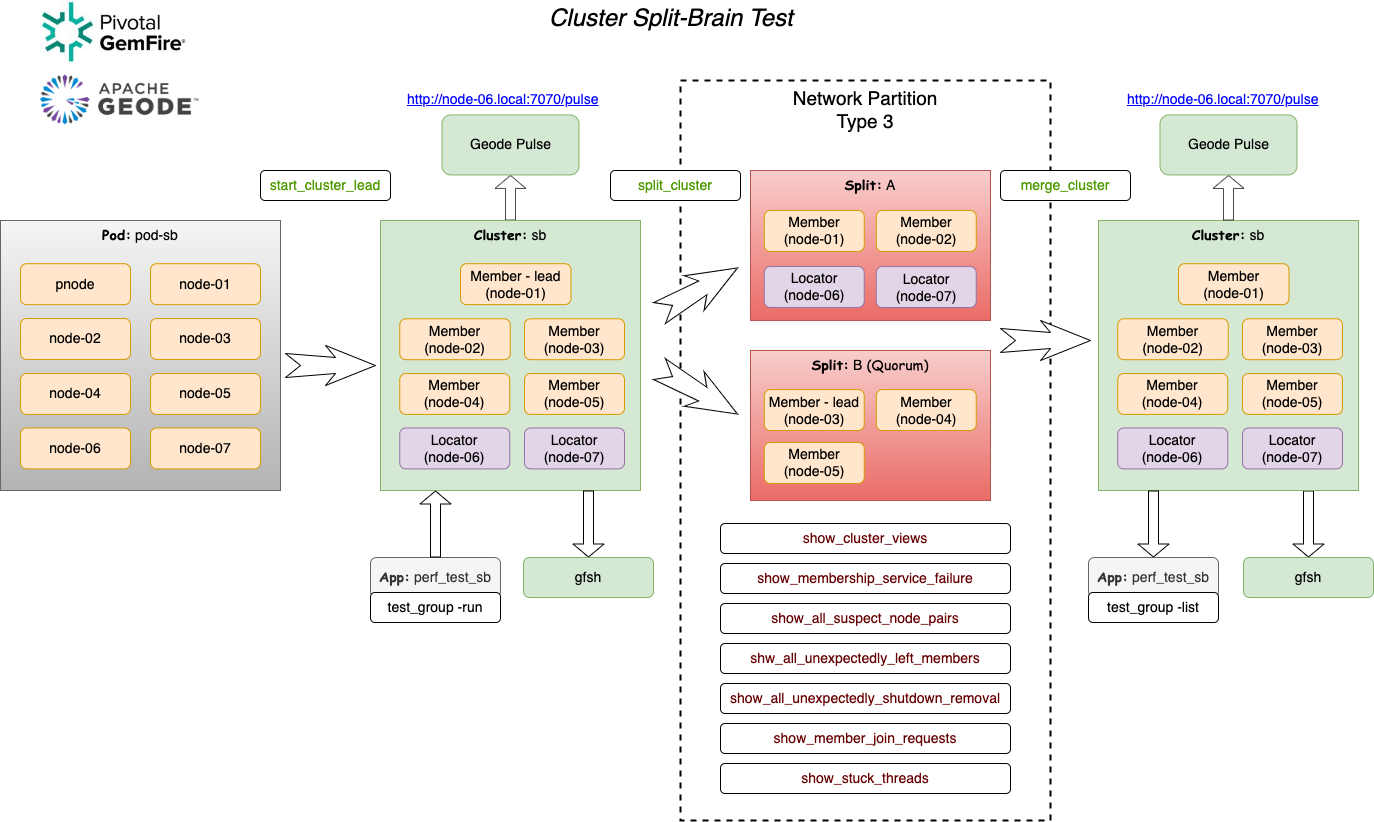 Cluster Split-Brain Test
Pivotal
GemFire®
APACHE
GEODE™
http://node-06.local:7070/pulse
Geode Pulse
start_cluster_lead
Pod: pod-sb
pnode
node-01
node-02
node-03
node-04
node-05
node-06
node-07
Cluster: sb
Member - lead
(node-01)
Member
(node-02)
Member
(node-03)
Member
(node-04)
Member
(node-05)
Locator
(node-06)
Locator
(node-07)
App: perf_test_sb
test_group -run
gfsh
split_cluster
Network Partition
Type 3
Split: A
Member
(node-01)
Member
(node-02)
Locator
(node-06)
Locator
(node-07)
Split: B (Quorum)
Member - lead
(node-03)
Member
(node-04)
Member
(node-05)
show_cluster_views
show_membership_service_failure
show_all_suspect_node_pairs
shw_all_unexpectedly_left_members
show_all_unexpectedly_shutdown_removal
show_member_join_requests
show_stuck_threads
merge_cluster
http://node-06.local:7070/pulse
Geode Pulse
Cluster: sb
Member
(node-01)
Member
(node-02)
Member
(node-03)
Member
(node-04)
Member
(node-05)
Locator
(node-06)
Locator
(node-07)
App: perf_test_sb
test_group -list
gfsh